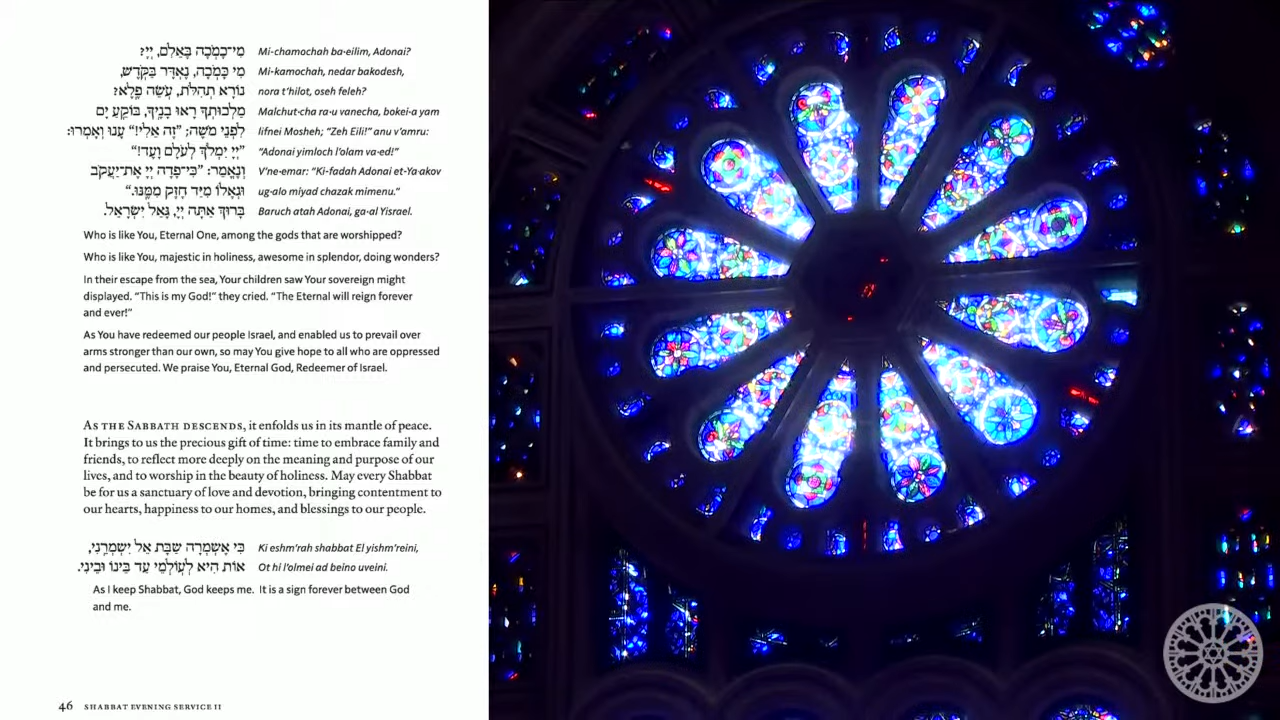 מִי־כָמֹכָה בָּאֵלִם, יְיָ? Mi-chamochah ba·eilim, Adonai?
מִי כָּמֹכָה, נֶאְדָּר בַּקֹּדֶשׁ, Mi-kamochah, nedar bakodesh,
נוֹרָא תְהִלֹּת, עֹשֵׂה פֶלֶא? nora t’hilot, oseh feleh?
מַלְכוּתְךָ רָאוּ בָנֶיךָ, בּוֹקֵעַ יָם Malchut-cha ra·u vanecha, bokei·a yam
לִפְנֵי מֹשֶׁה; ”זֶה אֵלִי!“ עָנוּ וְאָמְרוּ: lifnei Mosheh; “Zeh Eili!” anu v’amru:
”יְיָ יִמְלֹךְ לְעֹלָם וָעֶד!“ “Adonai yimloch l’olam va·ed!”
וְנֶאֱמַר: ”כִּי־פָדָה יְיָ אֶת־יַעֲקֹב V’ne·emar: “Ki-fadah Adonai et-Ya·akov
וּגְאָלוֹ מִיַּד חָזָק מִמֶּנּוּ.“ ug·alo miyad chazak mimenu.”
בָּרוּךְ אַתָּה יְיָ, גָּאַל יִשְׂרָאֵל. Baruch atah Adonai, ga·al Yisrael.
Who is like You, Eternal One, among the gods that are worshipped?
Who is like You, majestic in holiness, awesome in splendor, doing wonders?
In their escape from the sea, Your children saw Your sovereign might
displayed. “This is my God!” they cried. “The Eternal will reign forever
and ever!”
As You have redeemed our people Israel, and enabled us to prevail over
arms stronger than our own, so may You give hope to all who are oppressed
and persecuted. We praise You, Eternal God, Redeemer of Israel.
As the Sabbath descends, it enfolds us in its mantle of peace.
It brings to us the precious gift of time: time to embrace family and
friends, to reflect more deeply on the meaning and purpose of our
lives, and to worship in the beauty of holiness. May every Shabbat
be for us a sanctuary of love and devotion, bringing contentment to
our hearts, happiness to our homes, and blessings to our people.
כִּי אֶשְׁמְרָה שַׁבָּת אֵל יִשְׁמְרֵנִי, Ki eshm’rah shabbat El yishm’reini,
אוֹת הִיא לְעוֹלְמֵי עַד בֵּינוֹ וּבֵינִי. Ot hi l’olmei ad beino uveini.
As I keep Shabbat, God keeps me. It is a sign forever between God
and me.
46 SHABBAT EVENING SERVICE II